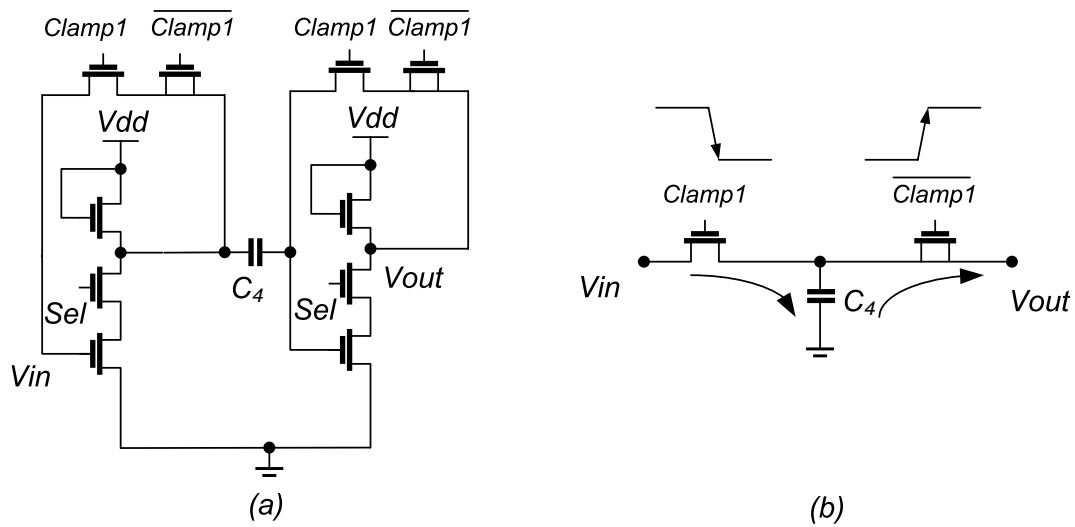 Clamp1 Clamp1 Clamp1 Clamp1
Vdd Vdd
Clamp1 Clamp1
C4 Vout
Sel Sel
Vin
Vin C4 Vout
(a) (b)